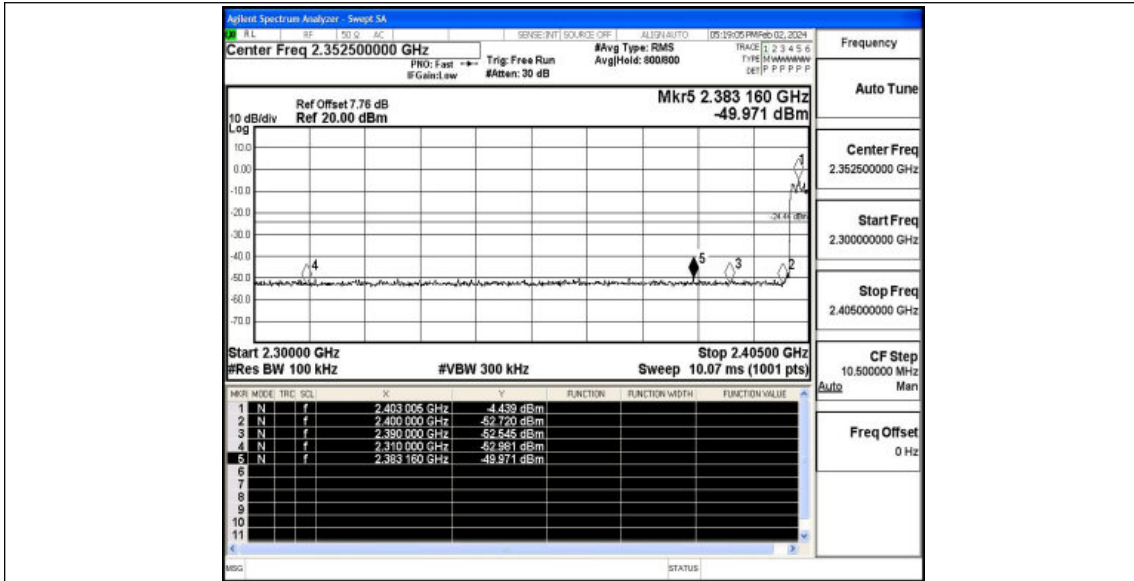 Agilent Spectrum Analyzer - Swept SA
RL RF 50 Ω AC SENSE:INT SOURCE OFF ALIGN AUTO 05:19:05 PM Feb 02, 2024
Center Freq 2.352500000 GHz
PNO: Fast
IFGain:Low
Trig: Free Run
#Atten: 30 dB
#Avg Type: RMS
Avg|Hold: 800/800
TRACE 1 2 3 4 5 6
TYPE M WWWWW
DET P P P P P P
Ref Offset 7.76 dB
10 dB/div Ref 20.00 dBm
Log
Mkr5 2.383 160 GHz
-49.971 dBm
10.0
0.00
-10.0
-20.0
-30.0
-40.0
-50.0
-60.0
-70.0
1
-24.44 dBm
4 5 3 2
Start 2.30000 GHz Stop 2.40500 GHz
#Res BW 100 kHz #VBW 300 kHz Sweep 10.07 ms (1001 pts)
MKR MODE TRC SCL X Y FUNCTION FUNCTION WIDTH FUNCTION VALUE
1 N f 2.403 005 GHz -4.439 dBm
2 N f 2.400 000 GHz -52.720 dBm
3 N f 2.390 000 GHz -52.545 dBm
4 N f 2.310 000 GHz -52.981 dBm
5 N f 2.383 160 GHz -49.971 dBm
6
7
8
9
10
11
MSG STATUS
Frequency
Auto Tune
Center Freq
2.352500000 GHz
Start Freq
2.300000000 GHz
Stop Freq
2.405000000 GHz
CF Step
10.500000 MHz
Auto Man
Freq Offset
0 Hz